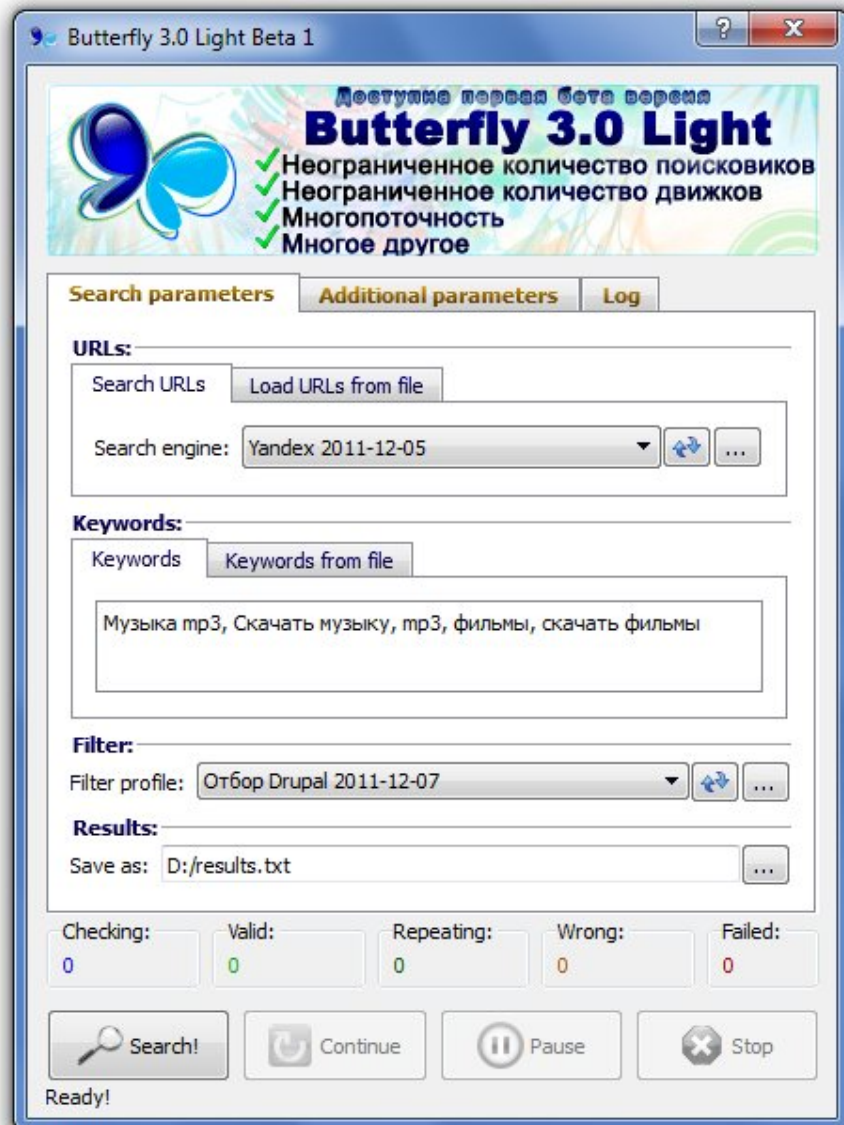 Butterfly 3.0 Light Beta 1
Доступна первая бета версия
Butterfly 3.0 Light
Неограниченное количество поисковиков
Неограниченное количество движков
Многопоточность
Многое другое
Search parameters Additional parameters Log
URLs:
Search URLs Load URLs from file
Search engine: Yandex 2011-12-05 ...
Keywords:
Keywords Keywords from file
Музыка mp3, Скачать музыку, mp3, фильмы, скачать фильмы
Filter:
Filter profile: Отбор Drupal 2011-12-07 ...
Results:
Save as: D:/results.txt ...
Checking: Valid: Repeating: Wrong: Failed:
0 0 0 0 0
Search! Continue Pause Stop
Ready!